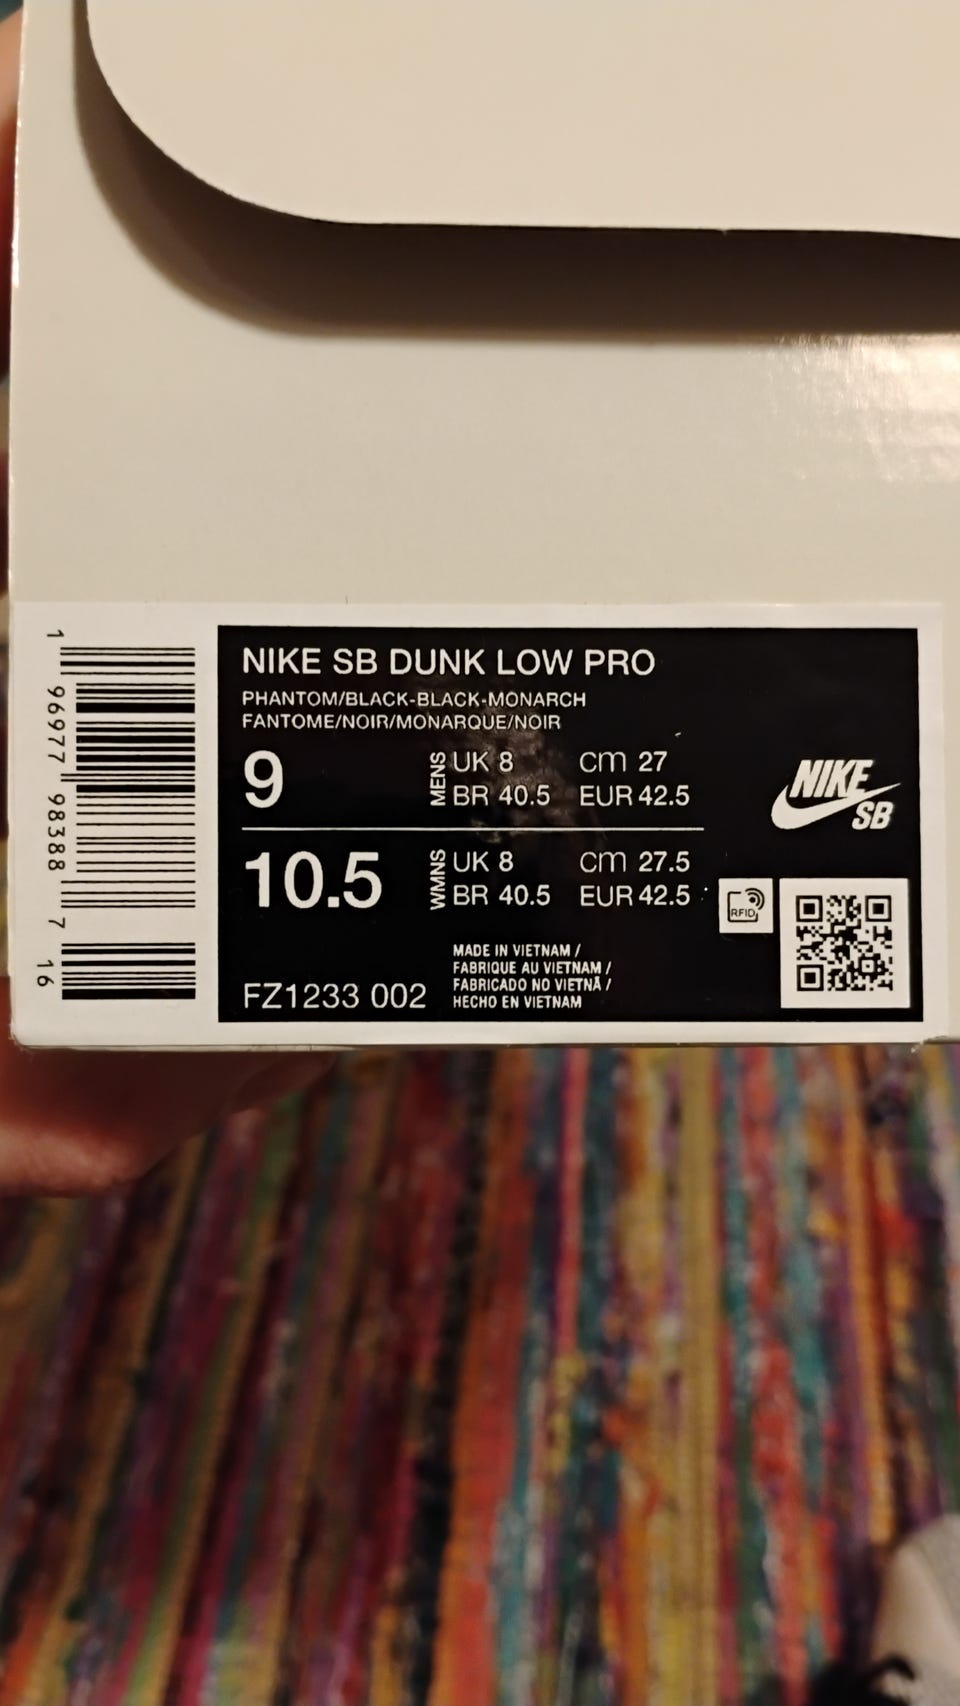 1 96977 98388 7 16
NIKE SB DUNK LOW PRO
PHANTOM/BLACK-BLACK-MONARCH
FANTOME/NOIR/MONARQUE/NOIR
9
MENS
UK 8 cm 27
BR 40.5 EUR 42.5
10.5
WMNS
UK 8 cm 27.5
BR 40.5 EUR 42.5
RFID
NIKE
SB
FZ1233 002
MADE IN VIETNAM /
FABRIQUE AU VIETNAM /
FABRICADO NO VIETNÃ /
HECHO EN VIETNAM